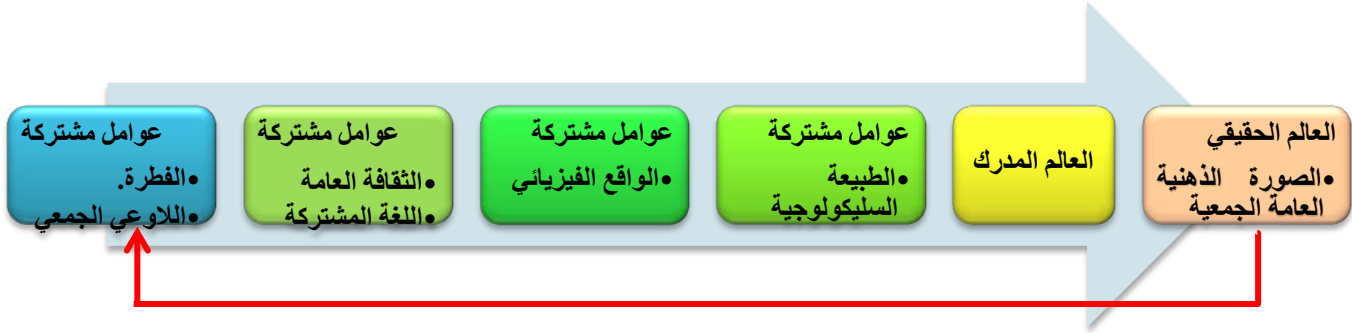 العالم الحقيقي
•الصورة الذهنية
العامة الجمعية
العالم المدرك
عوامل مشتركة
•الطبيعة
السليكولوجية
عوامل مشتركة
•الواقع الفيزيائي
عوامل مشتركة
•الثقافة العامة
•اللغة المشتركة
عوامل مشتركة
•الفطرة.
•اللاوعي الجمعي